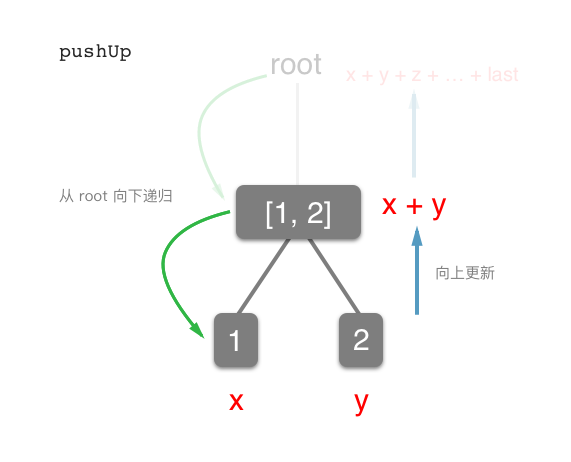 pushUp
root
x + y + z + ... + last
从 root 向下递归
[1, 2]
x + y
向上更新
1
2
x
y